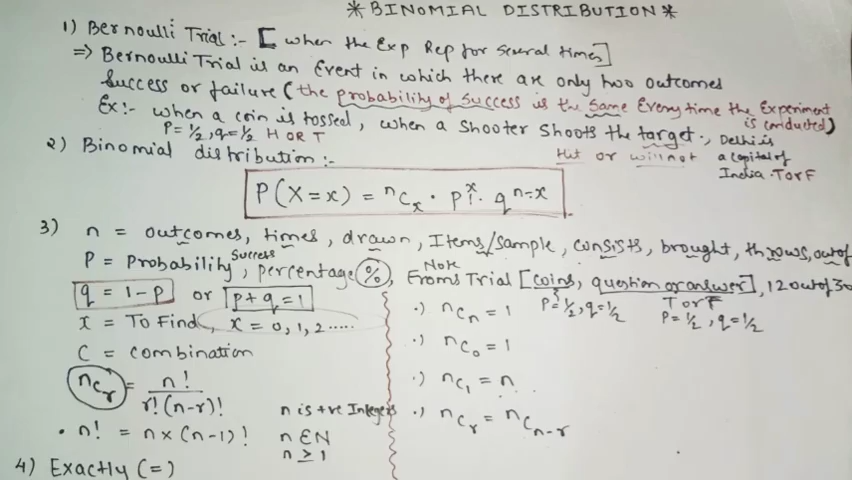 *BINOMIAL DISTRIBUTION*
1) Bernoulli Trial :- [when the Exp Rep for Several times]
⇒ Bernoulli Trial is an Event in which there are only two outcomes
Success or failure (the probability of success is the same Every time the Experiment
is conducted)
Ex:- when a coin is tossed, when a shooter shoots the target., Delhi is
P=1/2, q=1/2 H OR T
Hit or will not a capital of
India. T or F
2) Binomial distribution :-
P(X=x) = ⁿCₓ · pˣ · qⁿ⁻ˣ
3) n = outcomes, times, drawn, Items/sample, consists, brought, throws, out of
P = Probability Success, percentage (%), From Trial [coins, question or answer], 12 out of 30
Note
P=1/2, q=1/2
T or F
P=1/2, q=1/2
q = 1-p or p+q = 1
x = To Find, x = 0, 1, 2 .....
C = combination
ⁿCᵣ = n! / r!(n-r)!
n is +ve Integers
• n! = n×(n-1)! n ∈ N
n ≥ 1
·) ⁿCₙ = 1
·) ⁿC₀ = 1
·) ⁿC₁ = n
·) ⁿCᵣ = ⁿCₙ₋ᵣ
4) Exactly (=)